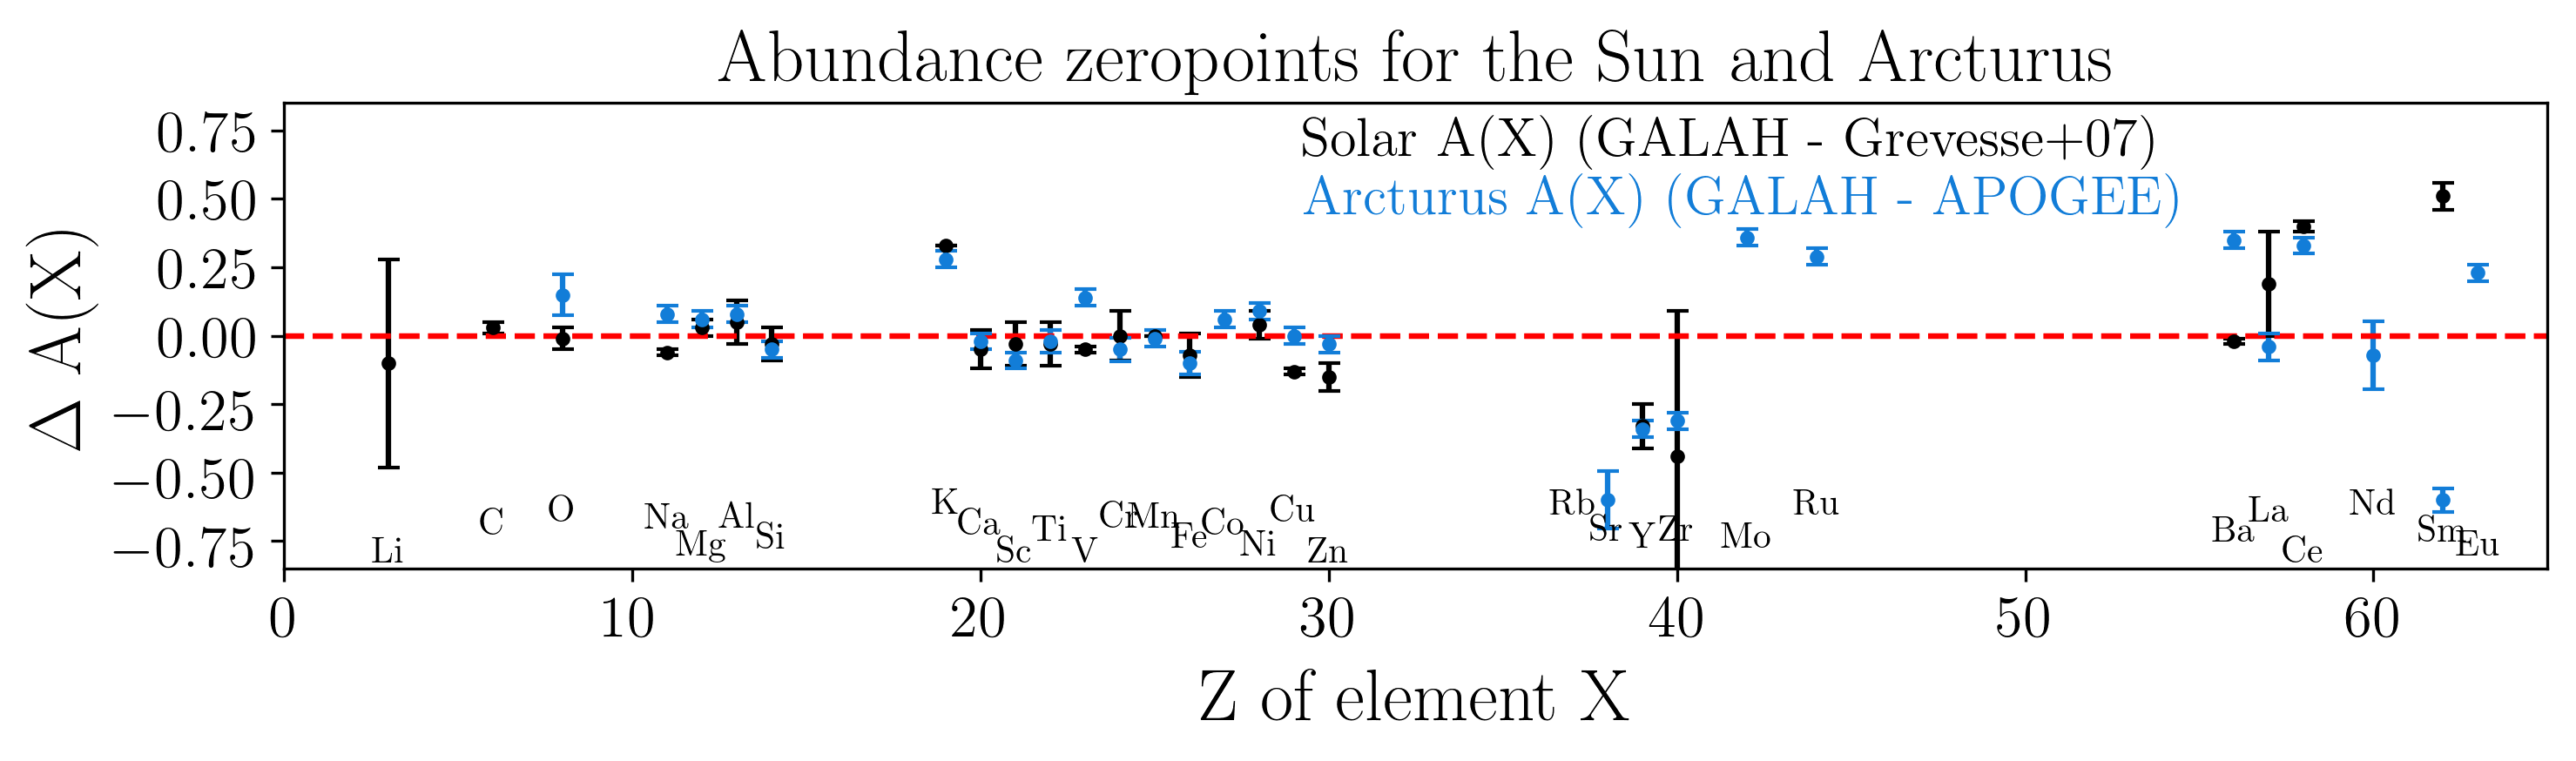 Abundance zeropoints for the Sun and Arcturus
Solar A(X) (GALAH - Grevesse+07)
Arcturus A(X) (GALAH - APOGEE)
Δ A(X)
0.75
0.50
0.25
0.00
−0.25
−0.50
−0.75
Li
C
O
Na
Mg
Al
Si
K
Ca
Sc
Ti
V
Cr
Mn
Fe
Co
Ni
Cu
Zn
Rb
Sr
Y
Zr
Mo
Ru
Ba
La
Ce
Nd
Sm
Eu
0 10 20 30 40 50 60
Z of element X